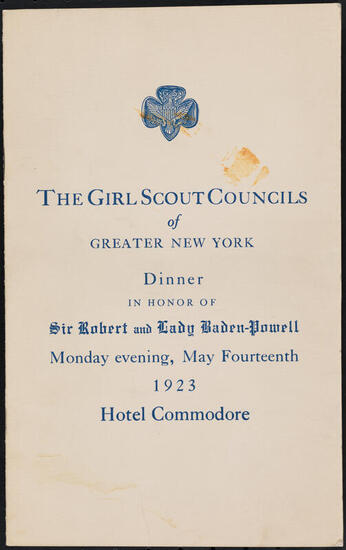 THE GIRL SCOUT COUNCILS
of
GREATER NEW YORK
Dinner
IN HONOR OF
Sir Robert and Lady Baden-Powell
Monday evening, May Fourteenth
1923
Hotel Commodore